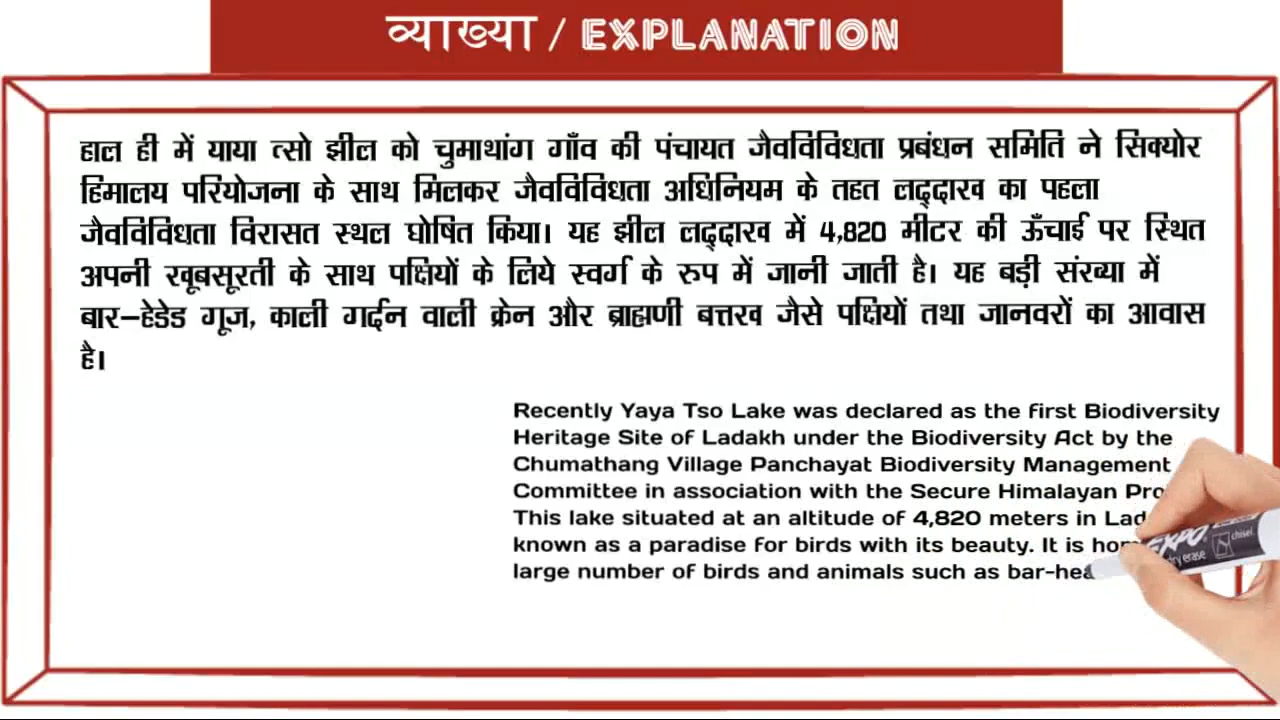 व्याख्या / EXPLANATION
हाल ही में याया त्सो झील को चुमाथांग गाँव की पंचायत जैवविविधता प्रबंधन समिति ने सिक्योर
हिमालय परियोजना के साथ मिलकर जैवविविधता अधिनियम के तहत लद्दाख का पहला
जैवविविधता विरासत स्थल घोषित किया। यह झील लद्दाख में 4,820 मीटर की ऊँचाई पर स्थित
अपनी खूबसूरती के साथ पक्षियों के लिये स्वर्ग के रुप में जानी जाती है। यह बड़ी संख्या में
बार-हेडेड गूज, काली गर्दन वाली क्रेन और ब्राह्मणी बत्तख जैसे पक्षियों तथा जानवरों का आवास
है।
Recently Yaya Tso Lake was declared as the first Biodiversity
Heritage Site of Ladakh under the Biodiversity Act by the
Chumathang Village Panchayat Biodiversity Management
Committee in association with the Secure Himalayan
This lake situated at an altitude of 4,820 meters in
known as a paradise for birds with its beauty. It is
large number of birds and animals such as
EXPO
dry erase
chisel